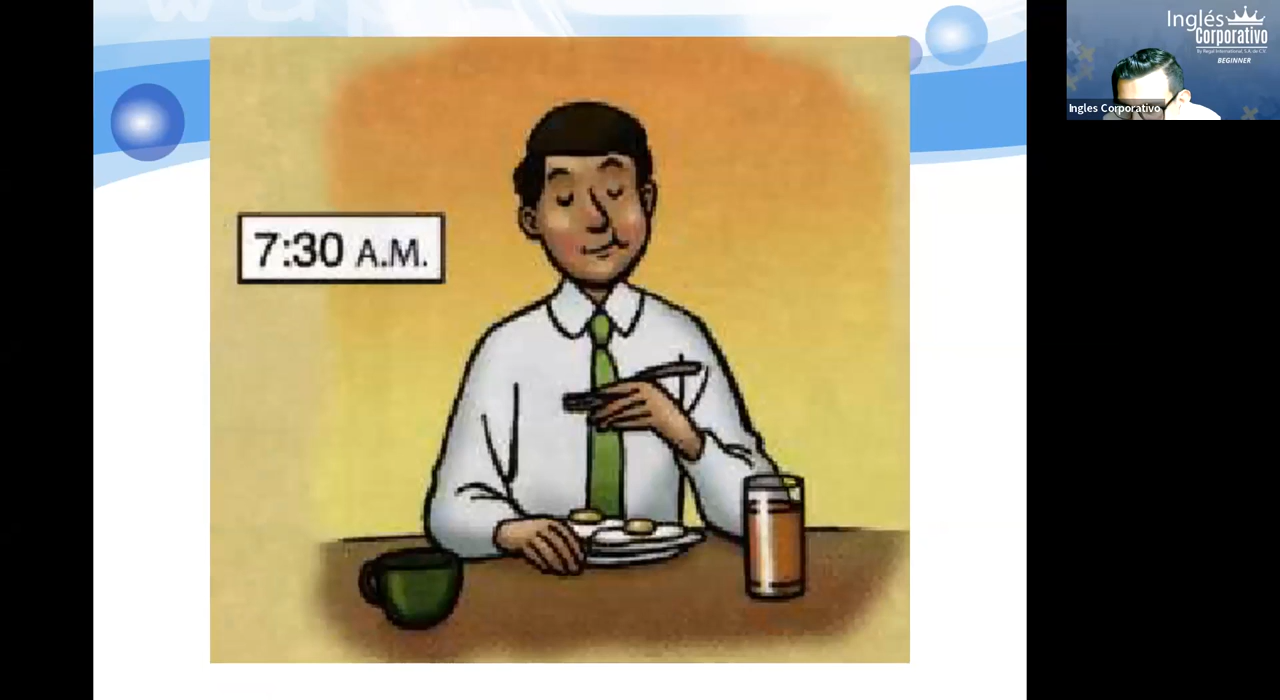 7:30 A.M.
Inglés
Corporativo
BEGINNER
Ingles Corporativo